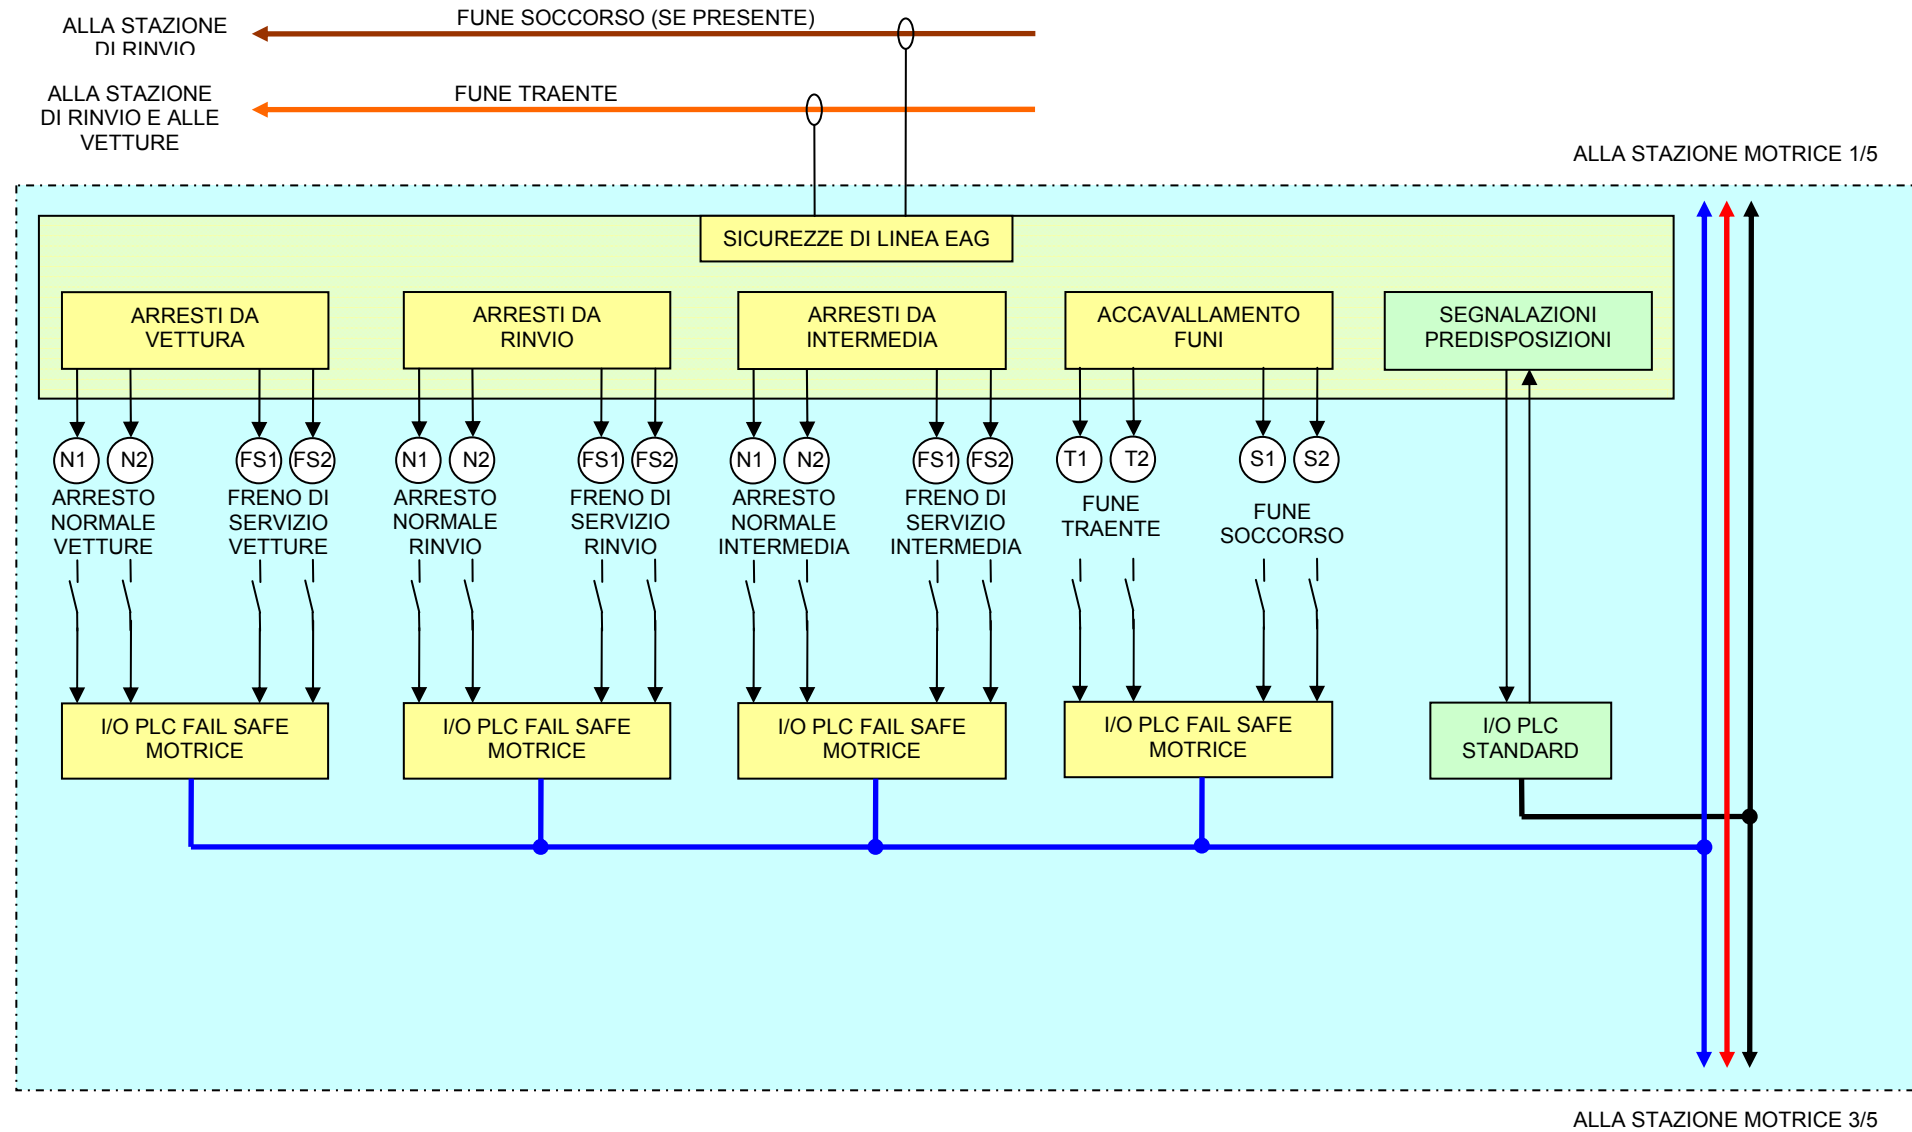 FUNE SOCCORSO (SE PRESENTE)
ALLA STAZIONE
DI RINVIO
FUNE TRAENTE
ALLA STAZIONE
DI RINVIO E ALLE
VETTURE
ALLA STAZIONE MOTRICE 1/5
SICUREZZE DI LINEA EAG
ARRESTI DA
VETTURA
ARRESTI DA
RINVIO
ARRESTI DA
INTERMEDIA
ACCAVALLAMENTO
FUNI
SEGNALAZIONI
PREDISPOSIZIONI
N1 N2 FS1 FS2
N1 N2 FS1 FS2
N1 N2 FS1 FS2
T1 T2 S1 S2
ARRESTO
NORMALE
VETTURE
FRENO DI
SERVIZIO
VETTURE
ARRESTO
NORMALE
RINVIO
FRENO DI
SERVIZIO
RINVIO
ARRESTO
NORMALE
INTERMEDIA
FRENO DI
SERVIZIO
INTERMEDIA
FUNE
TRAENTE
FUNE
SOCCORSO
I/O PLC FAIL SAFE
MOTRICE
I/O PLC FAIL SAFE
MOTRICE
I/O PLC FAIL SAFE
MOTRICE
I/O PLC FAIL SAFE
MOTRICE
I/O PLC
STANDARD
ALLA STAZIONE MOTRICE 3/5